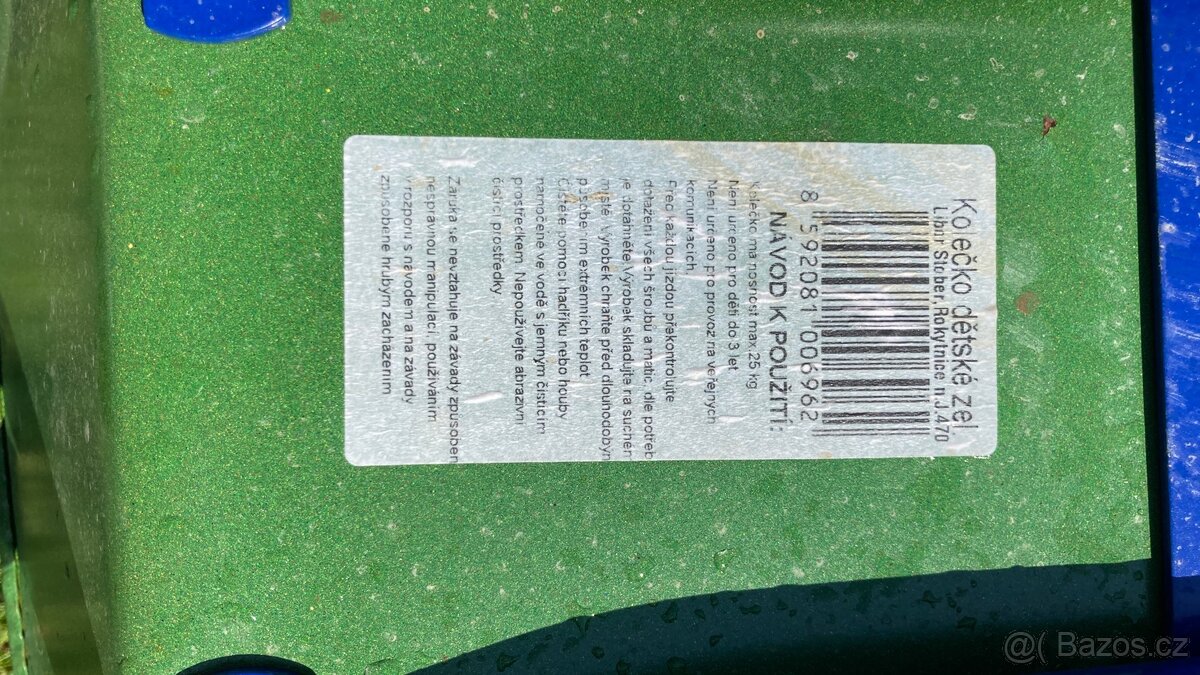 Kolečko dětské zel
Libor Stober, Rokytnice n.J.470
8 592081 006962
NÁVOD K POUŽITÍ:
Kolečko má nosnost max.25 kg
Není určeno pro děti do 3 let
Není určeno pro provoz na veřejných
komunikacích.
Před každou jízdou překontrolujte
dotažení všech šroubů a matic, dle potřeb
je dotáhněte.Výrobek skladujte na suchém
místě. Výrobek chraňte před dlouhodobým
působením extrémních teplot.
Čistěte pomocí hadříku nebo houby
namočené ve vodě s jemným čisticím
prostředkem. Nepoužívejte abrazivní
čisticí prostředky
Záruka se nevztahuje na závady způsoben
nesprávnou manipulací, používáním
v rozporu s návodem a na závady
způsobené hrubým zacházením
@( Bazos.cz